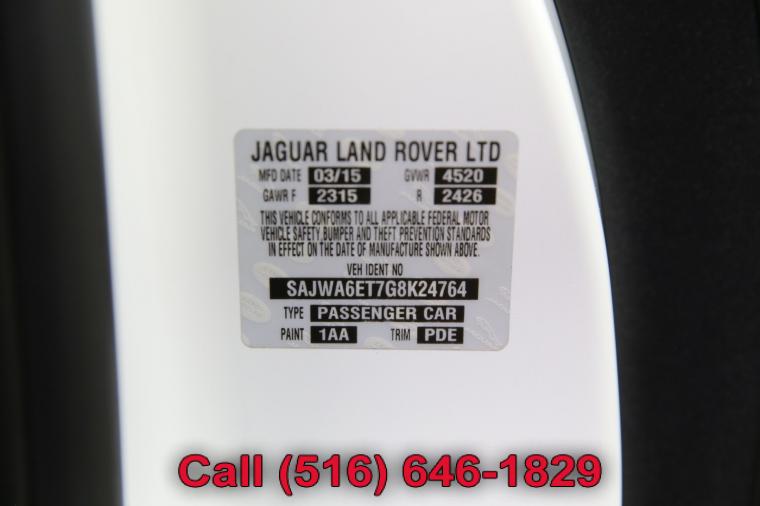 JAGUAR LAND ROVER LTD
MFD DATE 03/15 GVWR 4520
GAWR F 2315 R 2426
THIS VEHICLE CONFORMS TO ALL APPLICABLE FEDERAL MOTOR
VEHICLE SAFETY, BUMPER AND THEFT PREVENTION STANDARDS
IN EFFECT ON THE DATE OF MANUFACTURE SHOWN ABOVE.
VEH IDENT NO
SAJWA6ET7G8K24764
TYPE PASSENGER CAR
PAINT 1AA TRIM PDE
Call (516) 646-1829